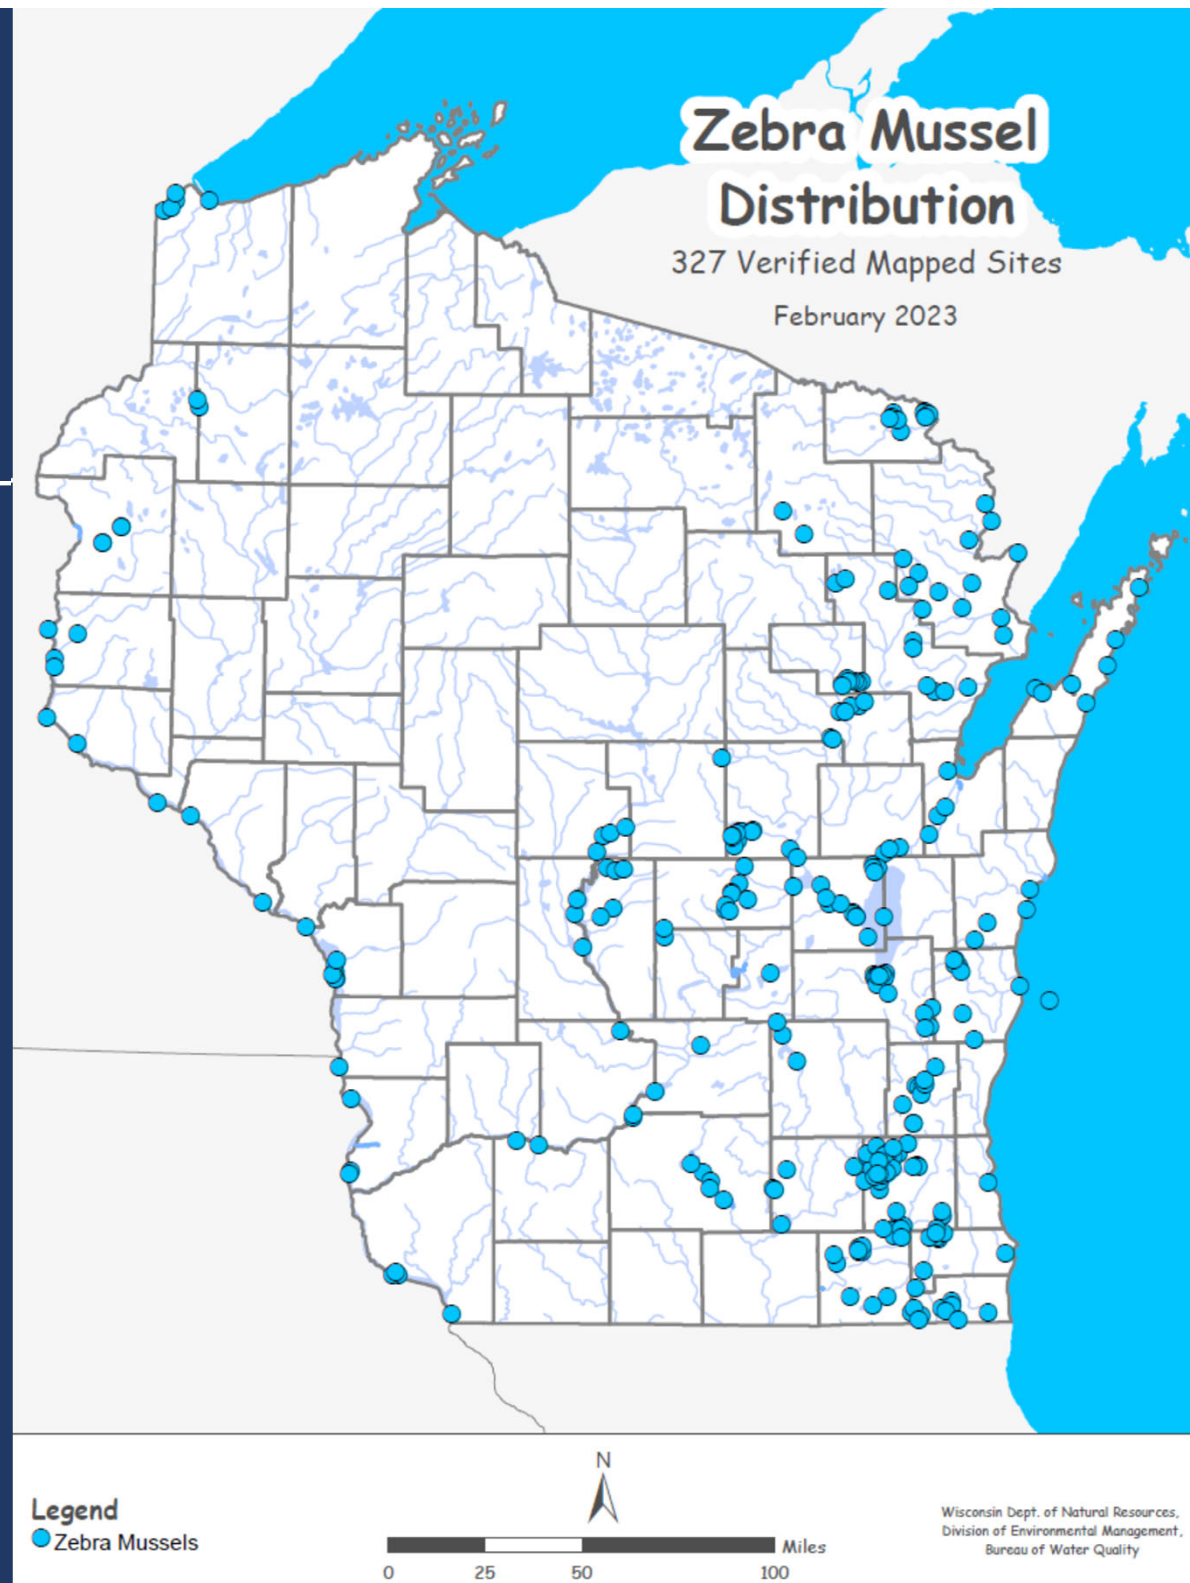 Zebra Mussel
Distribution
327 Verified Mapped Sites
February 2023
N
Legend
Zebra Mussels
Miles
0 25 50 100
Wisconsin Dept. of Natural Resources,
Division of Environmental Management,
Bureau of Water Quality